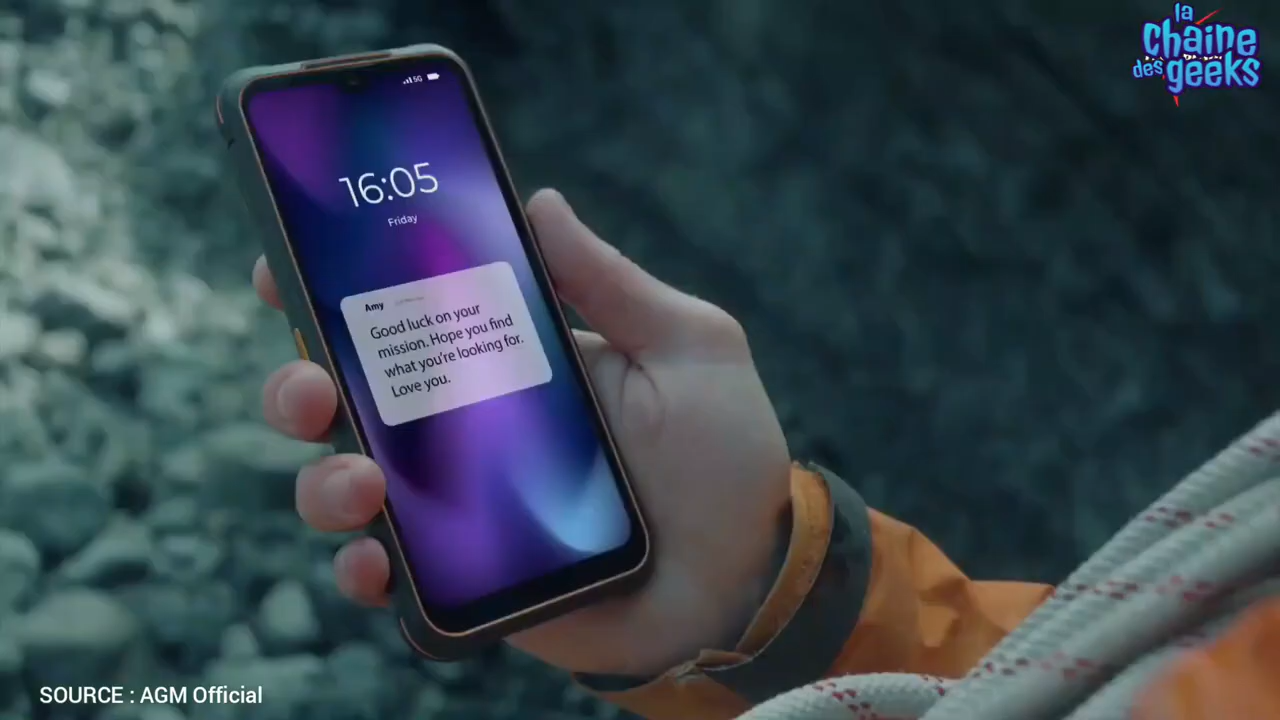 la
chaine
des geeks
5G
16:05
Friday
Amy
Good luck on your
mission. Hope you find
what you're looking for.
Love you.
SOURCE : AGM Official